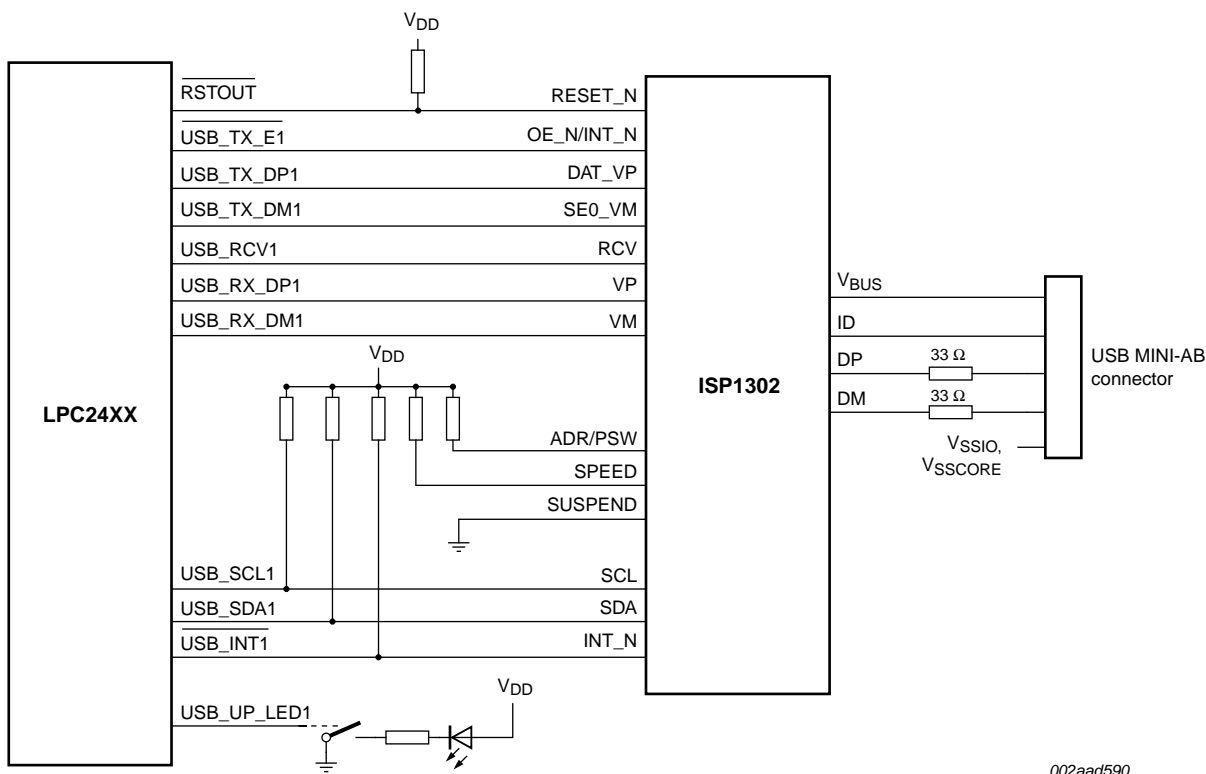 VDD
RSTOUT RESET_N
USB_TX_E1 OE_N/INT_N
USB_TX_DP1 DAT_VP
USB_TX_DM1 SE0_VM
USB_RCV1 RCV
USB_RX_DP1 VP
USB_RX_DM1 VM
VBUS
ID
DP 33 Ω
DM 33 Ω
USB MINI-AB
connector
VSSIO,
VSSCORE
LPC24XX
ISP1302
VDD
ADR/PSW
SPEED
SUSPEND
USB_SCL1 SCL
USB_SDA1 SDA
USB_INT1 INT_N
VDD
USB_UP_LED1
002aad590